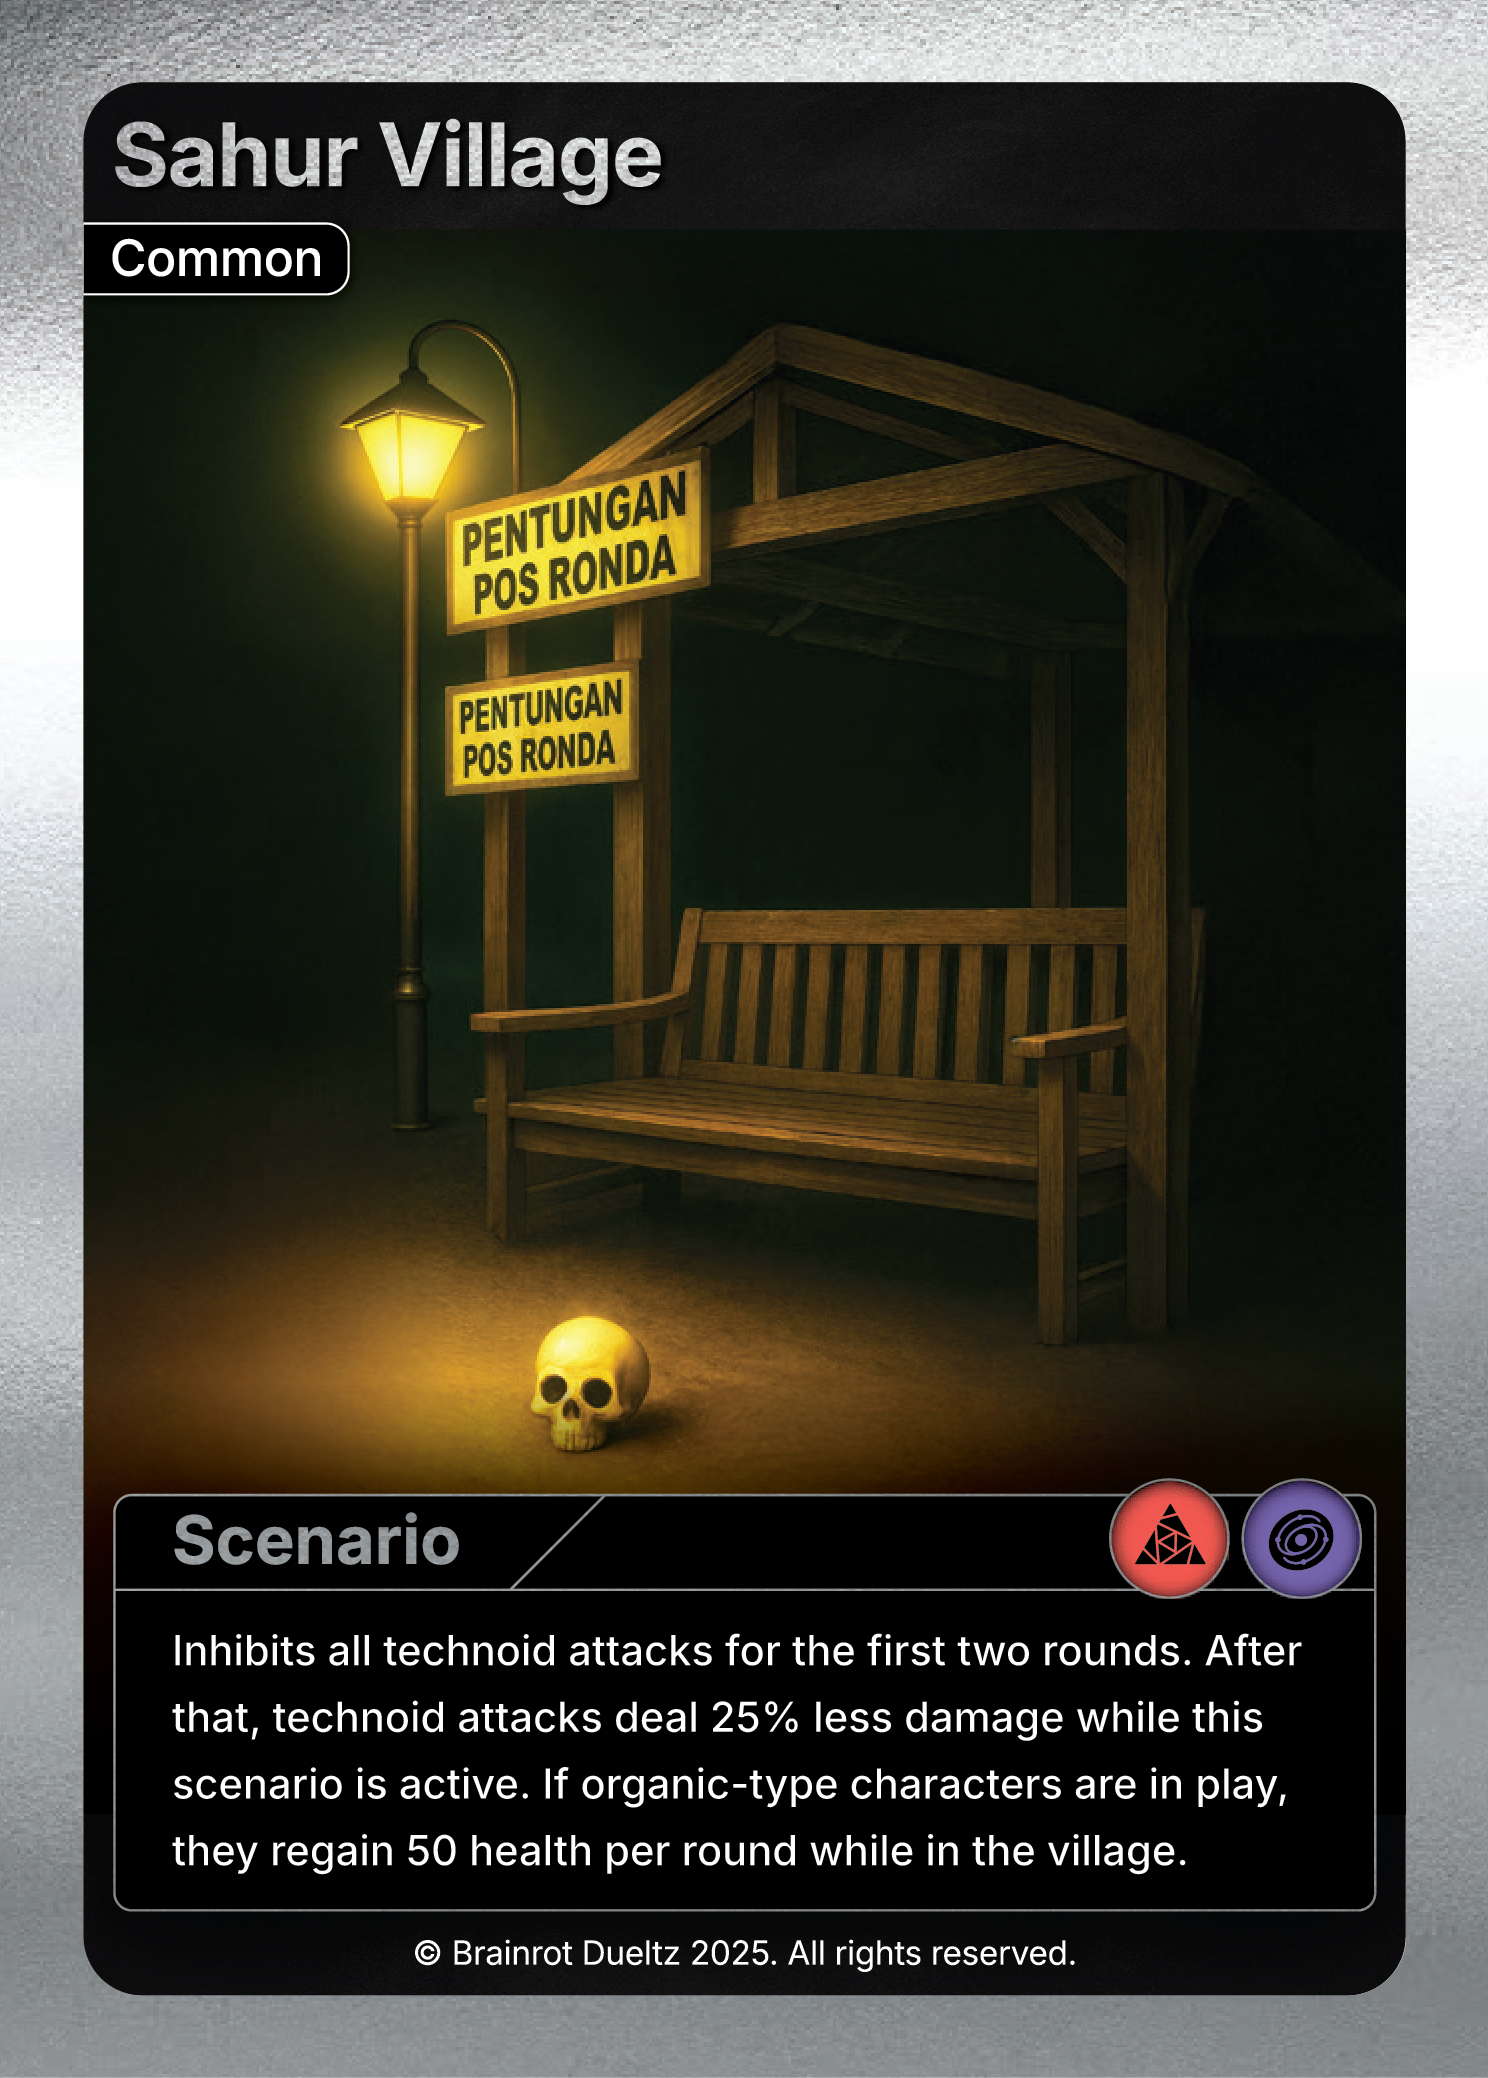 Sahur Village
Common
PENTUNGAN
POS RONDA
PENTUNGAN
POS RONDA
Scenario
Inhibits all technoid attacks for the first two rounds. After
that, technoid attacks deal 25% less damage while this
scenario is active. If organic-type characters are in play,
they regain 50 health per round while in the village.
© Brainrot Dueltz 2025. All rights reserved.